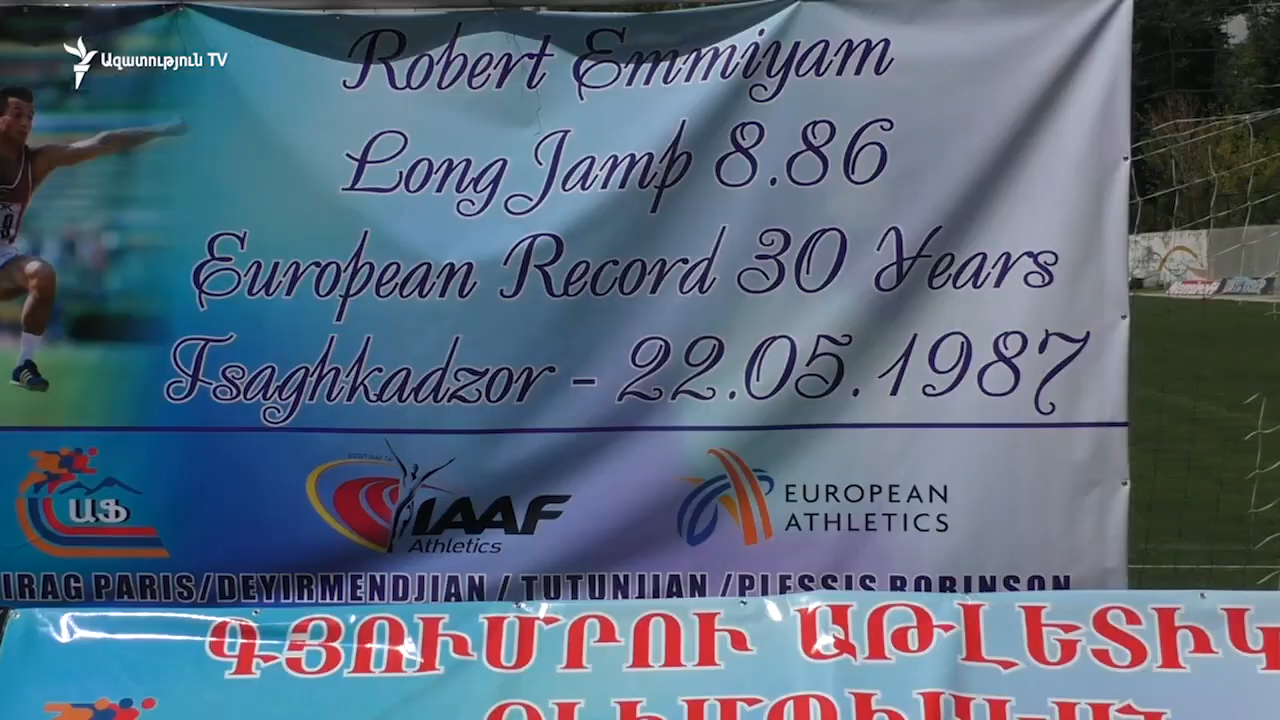 Ազատություն TV
Robert Emmiyam
Long Jamp 8.86
European Record 30 Years
Tsaghkadzor - 22.05.1987
ԱՖ
IAAF
Athletics
EUROPEAN
ATHLETICS
IRAG PARIS/DEYIRMENDJIAN / TUTUNJIAN /PLESSIS ROBINSON
ԳՅՈՒՄՐՈՒ ԱԹԼԵՏԻԿ